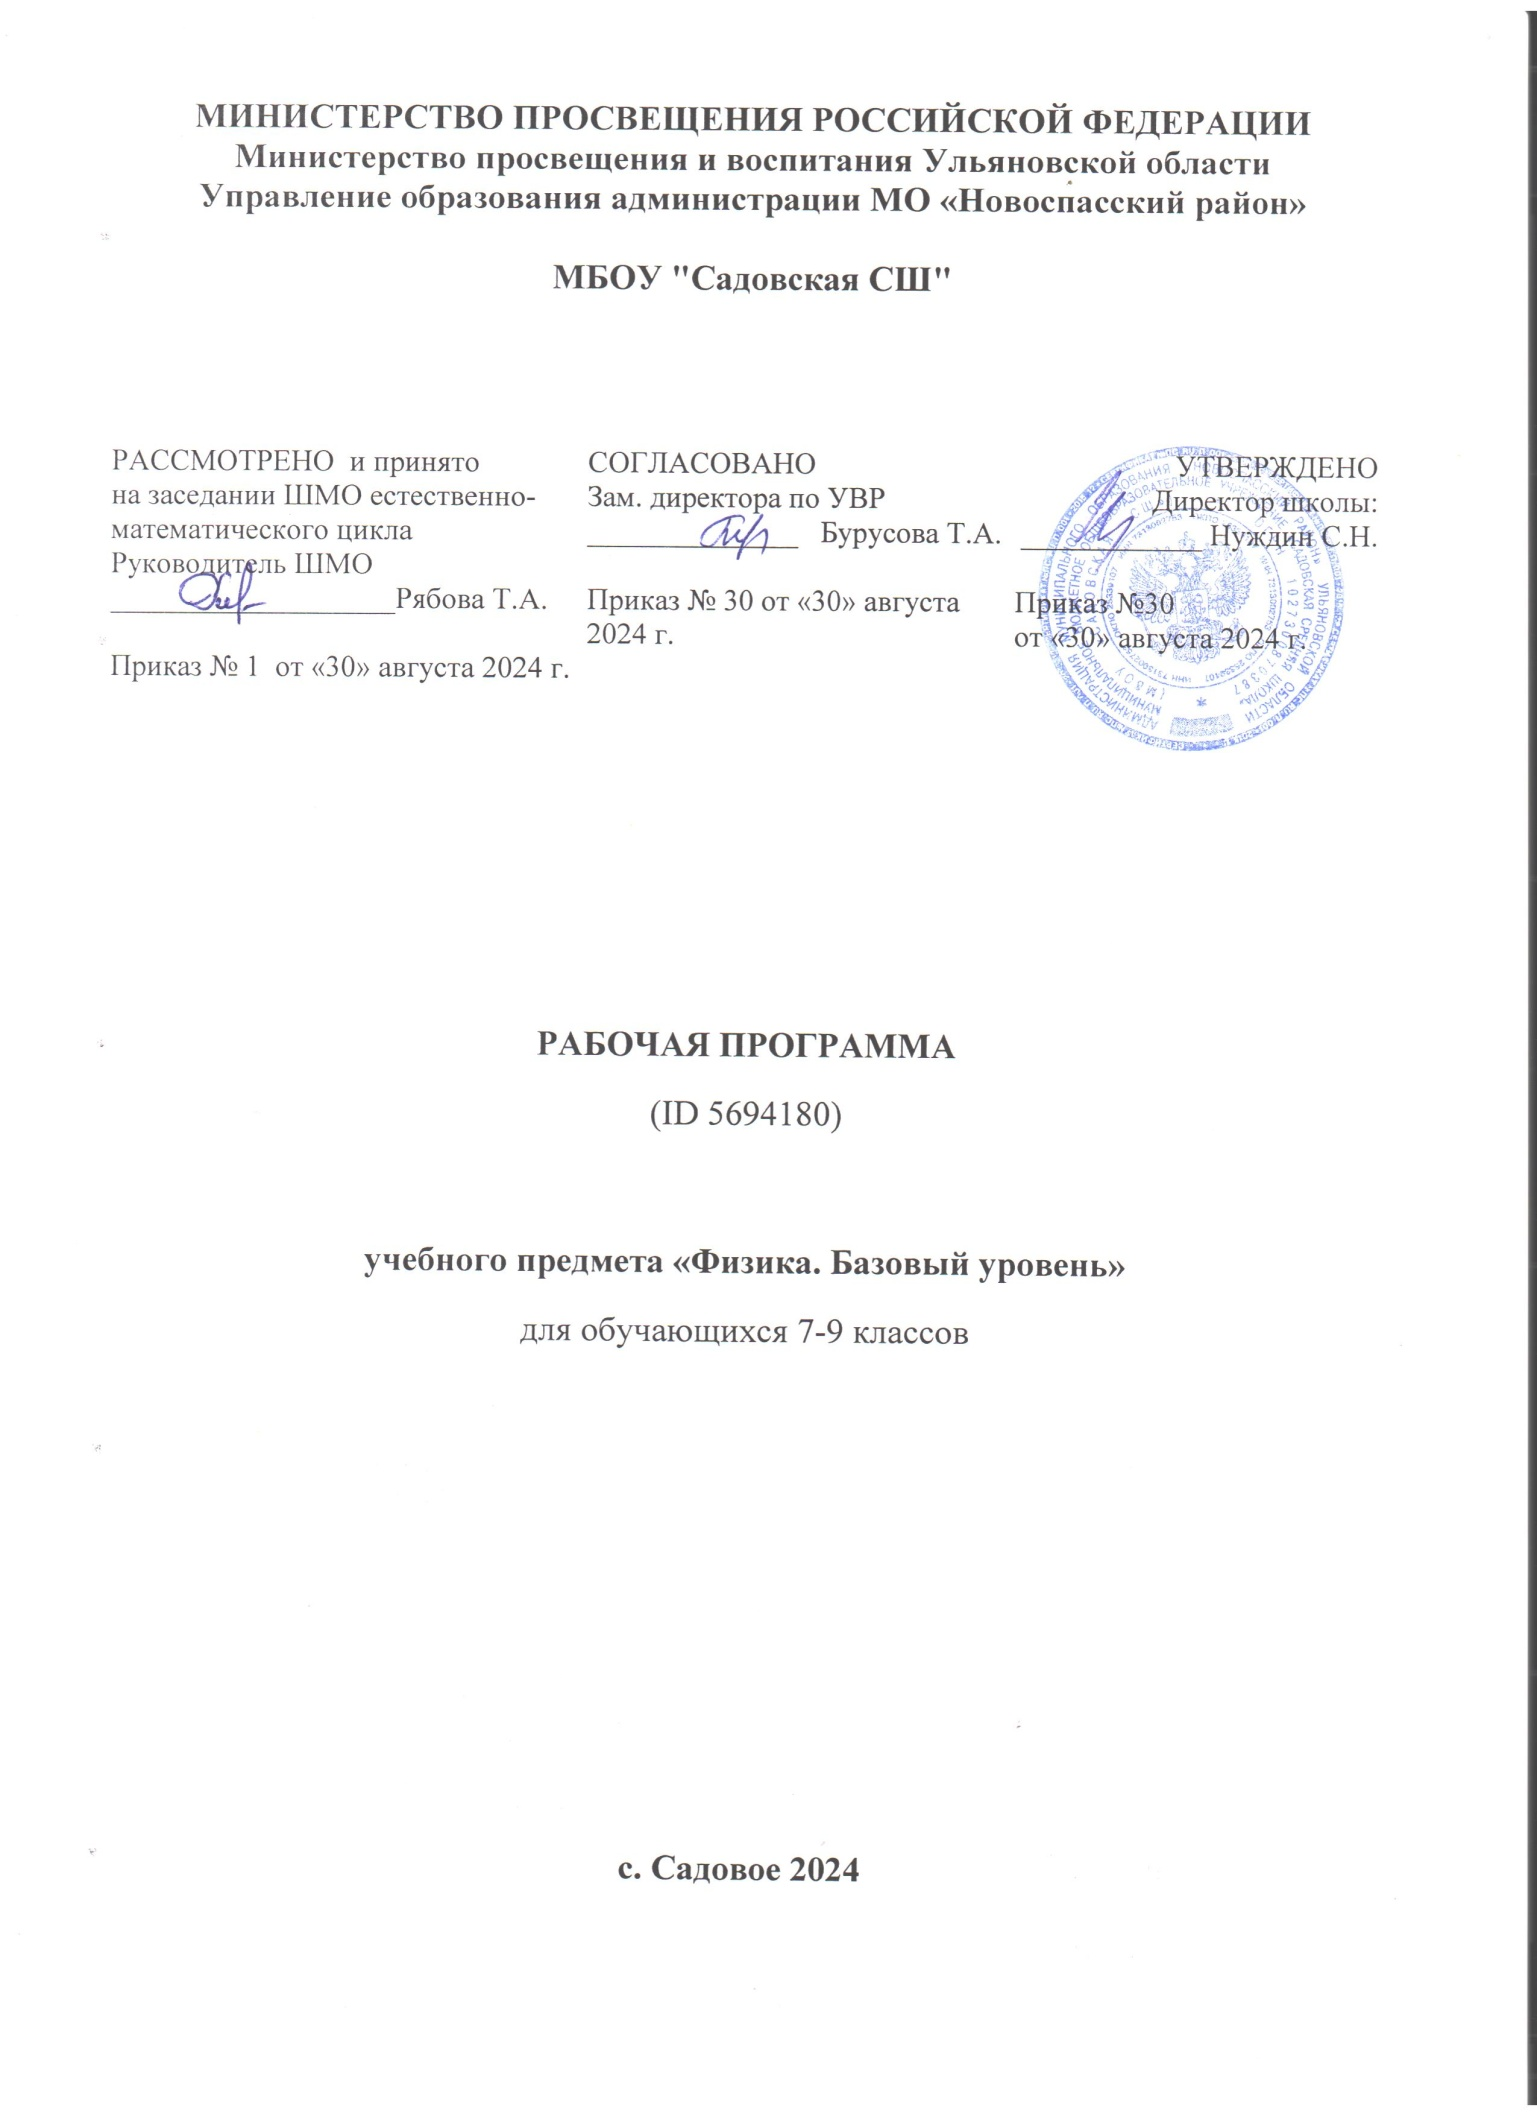 МИНИСТЕРСТВО ПРОСВЕЩЕНИЯ РОССИЙСКОЙ ФЕДЕРАЦИИ
Министерство просвещения и воспитания Ульяновской области
Управление образования администрации МО «Новоспасский район»
МБОУ "Садовская СШ"
РАССМОТРЕНО и принято
на заседании ШМО естественно-
математического цикла
Руководитель ШМО
____________________Рябова Т.А.
Приказ № 1 от «30» августа 2024 г.
СОГЛАСОВАНО
Зам. директора по УВР
_______________ Бурусова Т.А.
Приказ № 30 от «30» августа
2024 г.
УТВЕРЖДЕНО
Директор школы:
_____________ Нуждин С.Н.
Приказ №30
от «30» августа 2024 г.
РАБОЧАЯ ПРОГРАММА
(ID 5694180)
учебного предмета «Физика. Базовый уровень»
для обучающихся 7-9 классов
с. Садовое 2024